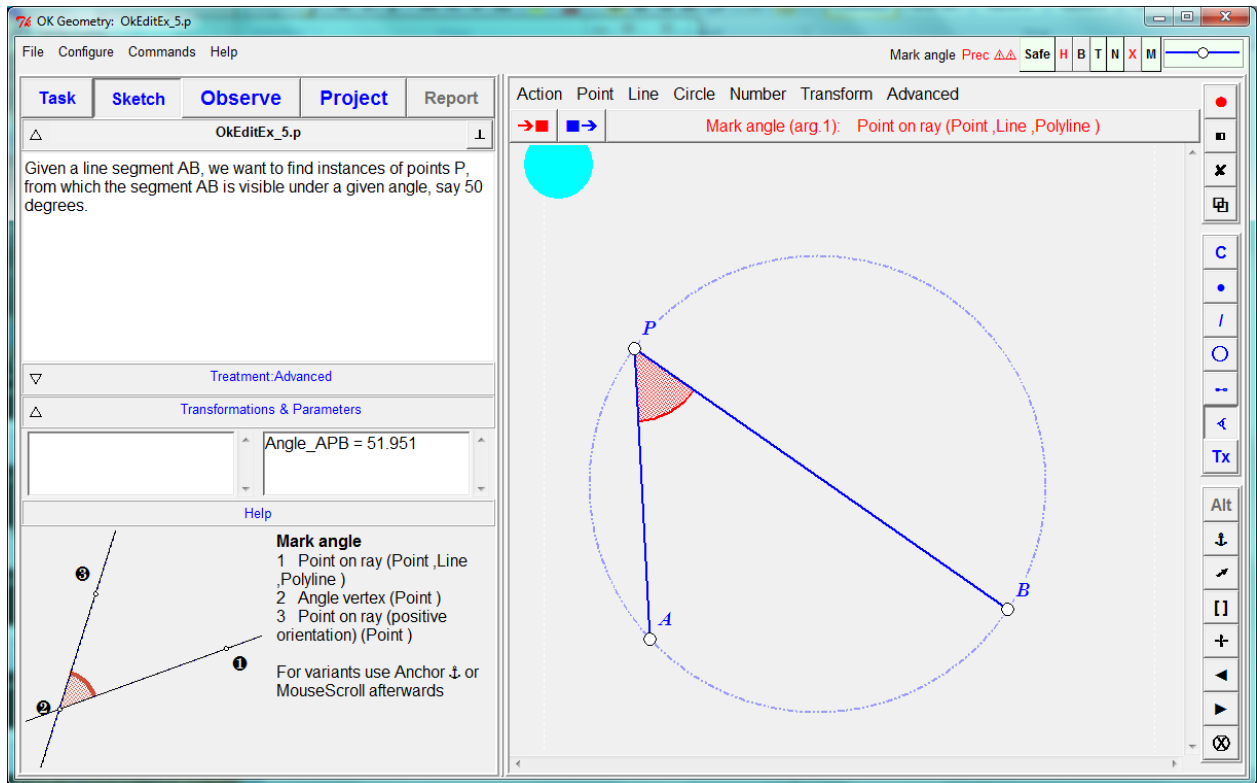 OK Geometry: OkEditEx_5.p
File Configure Commands Help
Mark angle Prec Safe H B T N X M
Task Sketch Observe Project Report
OkEditEx_5.p
Given a line segment AB, we want to find instances of points P,
from which the segment AB is visible under a given angle, say 50
degrees.
Treatment:Advanced
Transformations & Parameters
Angle_APB = 51.951
Help
Mark angle
1 Point on ray (Point ,Line
,Polyline )
2 Angle vertex (Point )
3 Point on ray (positive
orientation) (Point )
For variants use Anchor ⚓ or
MouseScroll afterwards
❸
❶
❷
Action Point Line Circle Number Transform Advanced
Mark angle (arg.1): Point on ray (Point ,Line ,Polyline )
P
A
B
C
Tx
Alt
[ ]